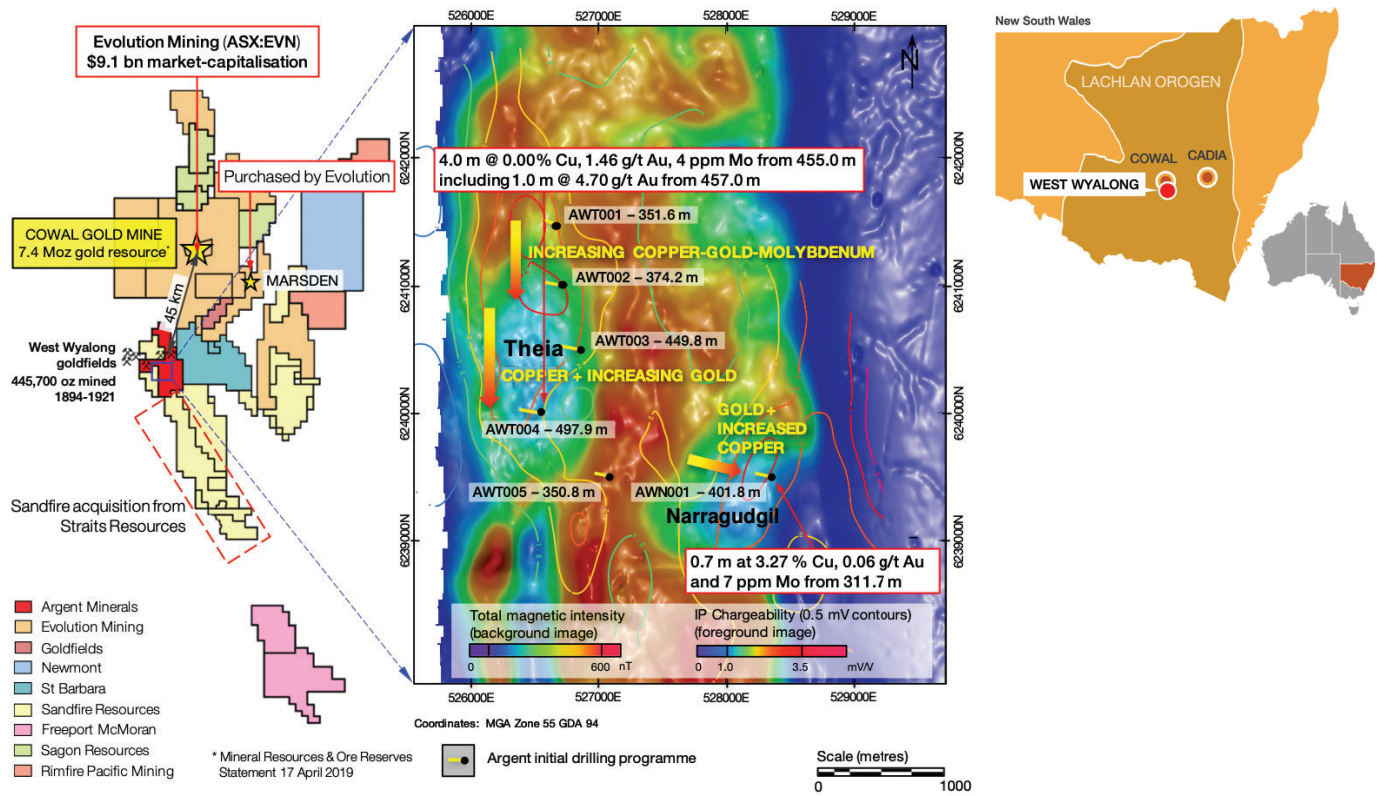 Evolution Mining (ASX:EVN)
$9.1 bn market-capitalisation
Purchased by Evolution
COWAL GOLD MINE
7.4 Moz gold resource*
MARSDEN
45 km
West Wyalong
goldfields
445,700 oz mined
1894-1921
Sandfire acquisition from
Straits Resources
Argent Minerals
Evolution Mining
Goldfields
Newmont
St Barbara
Sandfire Resources
Freeport McMoran
Sagon Resources
Rimfire Pacific Mining
* Mineral Resources & Ore Reserves
Statement 17 April 2019
526000E
527000E
528000E
529000E
N
6242000N
6242000N
4.0 m @ 0.00% Cu, 1.46 g/t Au, 4 ppm Mo from 455.0 m
including 1.0 m @ 4.70 g/t Au from 457.0 m
AWT001 – 351.6 m
INCREASING COPPER-GOLD-MOLYBDENUM
AWT002 – 374.2 m
6241000N
6241000N
AWT003 – 449.8 m
Theia
COPPER + INCREASING GOLD
GOLD +
INCREASED
COPPER
6240000N
6240000N
AWT004 – 497.9 m
AWT005 – 350.8 m
AWN001 – 401.8 m
Narragudgil
6239000N
6239000N
0.7 m at 3.27 % Cu, 0.06 g/t Au
and 7 ppm Mo from 311.7 m
Total magnetic intensity
(background image)
0
600
nT
IP Chargeability (0.5 mV contours)
(foreground image)
0
1.0
3.5
mV/V
526000E
527000E
528000E
529000E
Coordinates: MGA Zone 55 GDA 94
Argent initial drilling programme
Scale (metres)
0
1000
New South Wales
LACHLAN OROGEN
COWAL
CADIA
WEST WYALONG